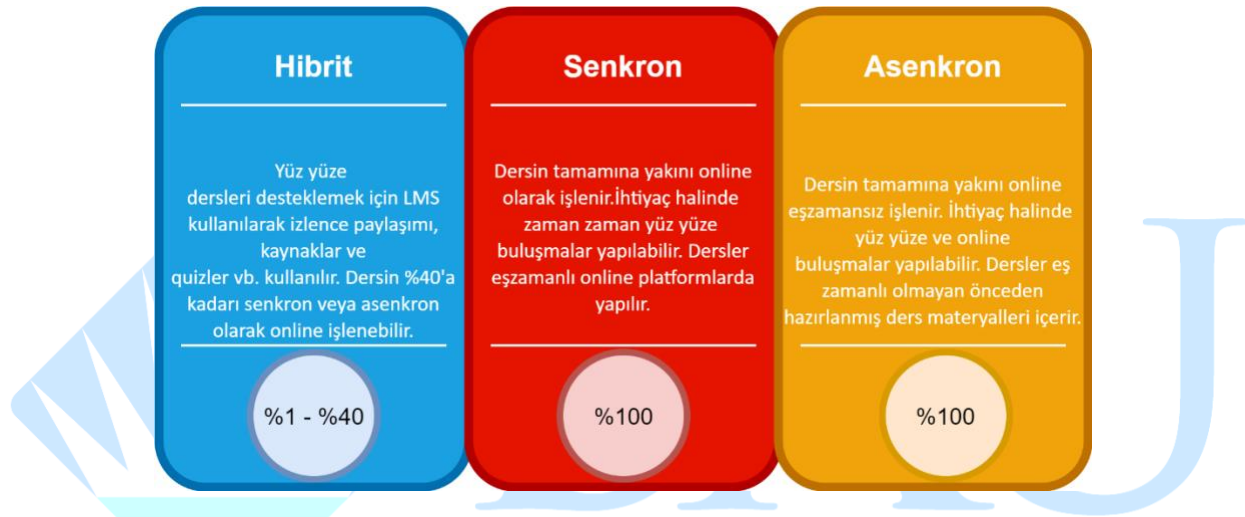 Hibrit
Yüz yüze
dersleri desteklemek için LMS
kullanılarak izlence paylaşımı,
kaynaklar ve
quizler vb. kullanılır. Dersin %40'a
kadarı senkron veya asenkron
olarak online işlenebilir.
%1 - %40
Senkron
Dersin tamamına yakını online
olarak işlenir.İhtiyaç halinde
zaman zaman yüz yüze
buluşmalar yapılabilir. Dersler
eşzamanlı online platformlarda
yapılır.
%100
Asenkron
Dersin tamamına yakını online
eşzamansız işlenir. İhtiyaç halinde
yüz yüze ve online
buluşmalar yapılabilir. Dersler eş
zamanlı olmayan önceden
hazırlanmış ders materyalleri içerir.
%100